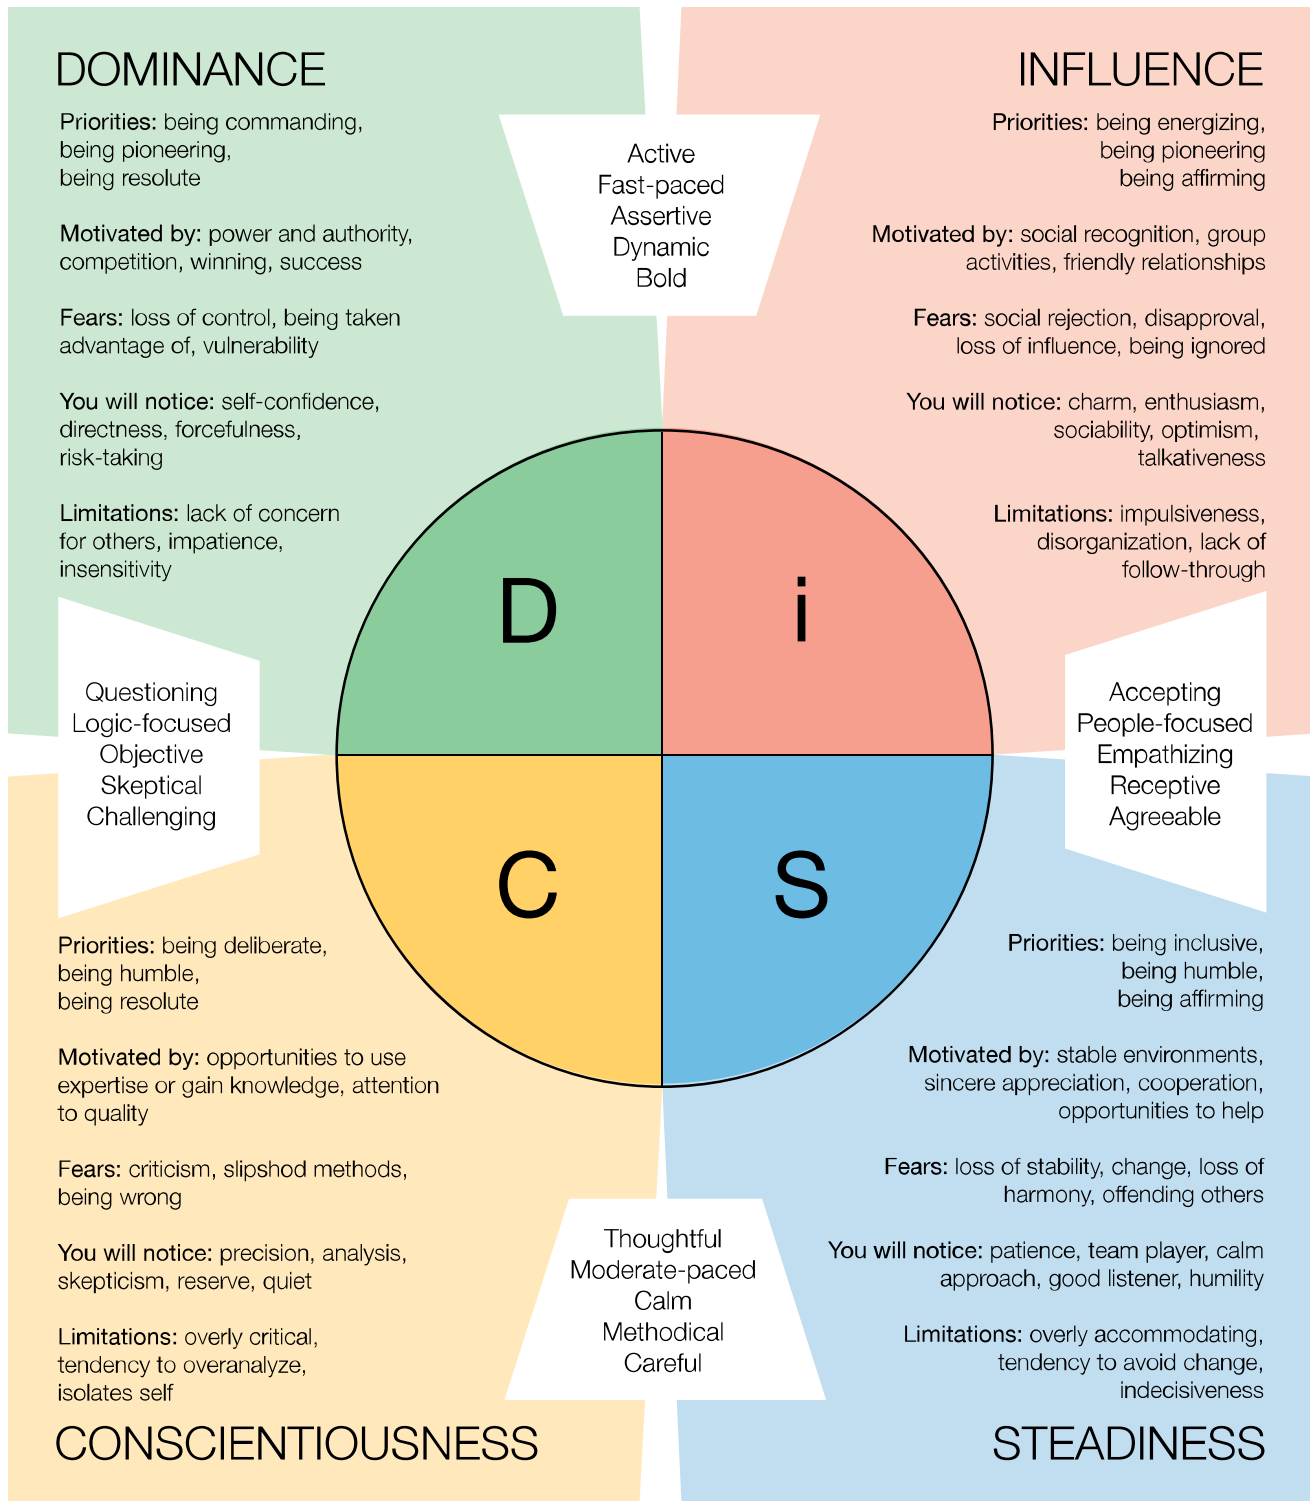 DOMINANCE
Priorities: being commanding,
being pioneering,
being resolute
Motivated by: power and authority,
competition, winning, success
Fears: loss of control, being taken
advantage of, vulnerability
You will notice: self-confidence,
directness, forcefulness,
risk-taking
Limitations: lack of concern
for others, impatience,
insensitivity
Active
Fast-paced
Assertive
Dynamic
Bold
INFLUENCE
Priorities: being energizing,
being pioneering
being affirming
Motivated by: social recognition, group
activities, friendly relationships
Fears: social rejection, disapproval,
loss of influence, being ignored
You will notice: charm, enthusiasm,
sociability, optimism,
talkativeness
Limitations: impulsiveness,
disorganization, lack of
follow-through
D
i
Questioning
Logic-focused
Objective
Skeptical
Challenging
Accepting
People-focused
Empathizing
Receptive
Agreeable
C
S
Priorities: being deliberate,
being humble,
being resolute
Motivated by: opportunities to use
expertise or gain knowledge, attention
to quality
Fears: criticism, slipshod methods,
being wrong
You will notice: precision, analysis,
skepticism, reserve, quiet
Limitations: overly critical,
tendency to overanalyze,
isolates self
CONSCIENTIOUSNESS
Thoughtful
Moderate-paced
Calm
Methodical
Careful
Priorities: being inclusive,
being humble,
being affirming
Motivated by: stable environments,
sincere appreciation, cooperation,
opportunities to help
Fears: loss of stability, change, loss of
harmony, offending others
You will notice: patience, team player, calm
approach, good listener, humility
Limitations: overly accommodating,
tendency to avoid change,
indecisiveness
STEADINESS